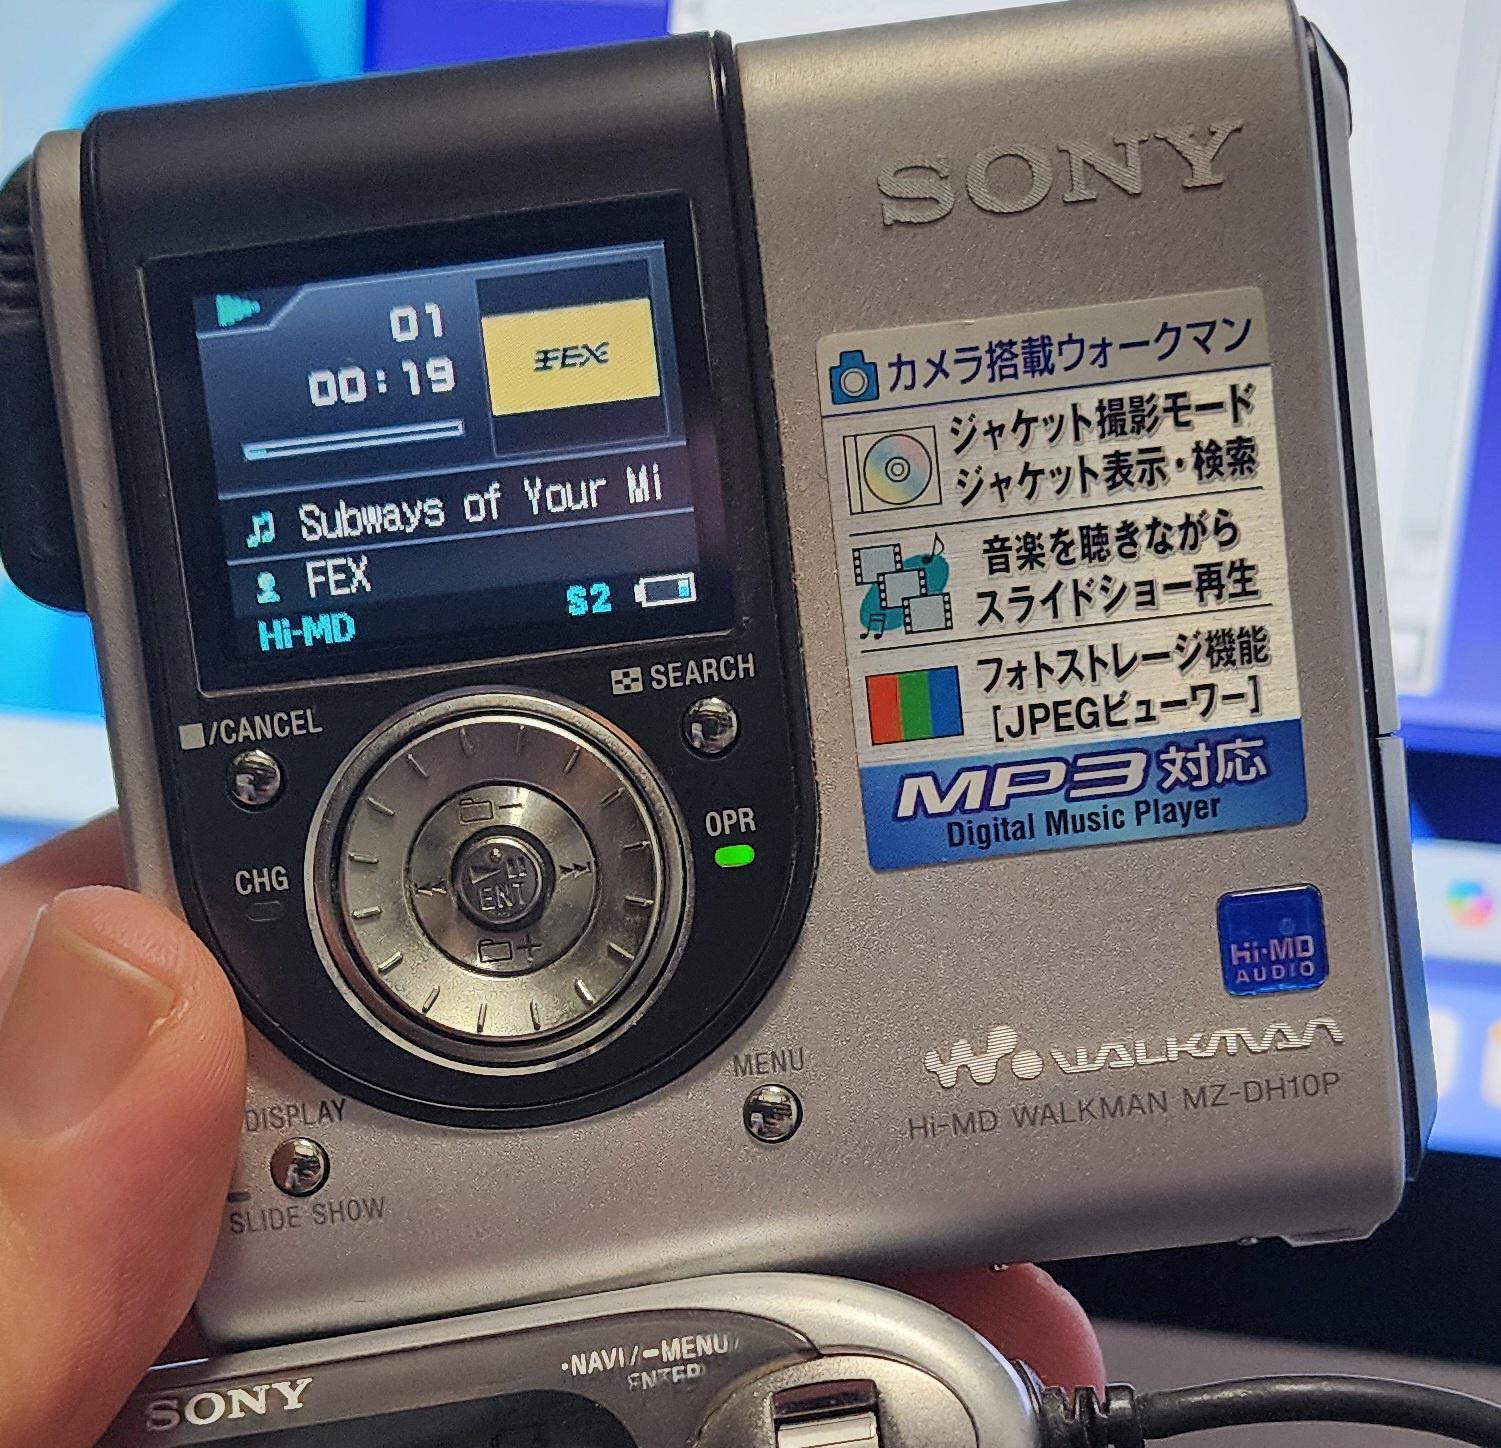 SONY
01
00:19
FEX
Subways of Your Mi
FEX
S2
Hi-MD
SEARCH
/CANCEL
OPR
CHG
ENT
DISPLAY
MENU
SLIDE SHOW
カメラ搭載ウォークマン
ジャケット撮影モード
ジャケット表示・検索
音楽を聴きながら
スライドショー再生
フォトストレージ機能
[JPEGビューワー]
MP3対応
Digital Music Player
Hi-MD
AUDIO
WALKMAN
Hi-MD WALKMAN MZ-DH10P
•NAVI/–MENU
ENTER
SONY